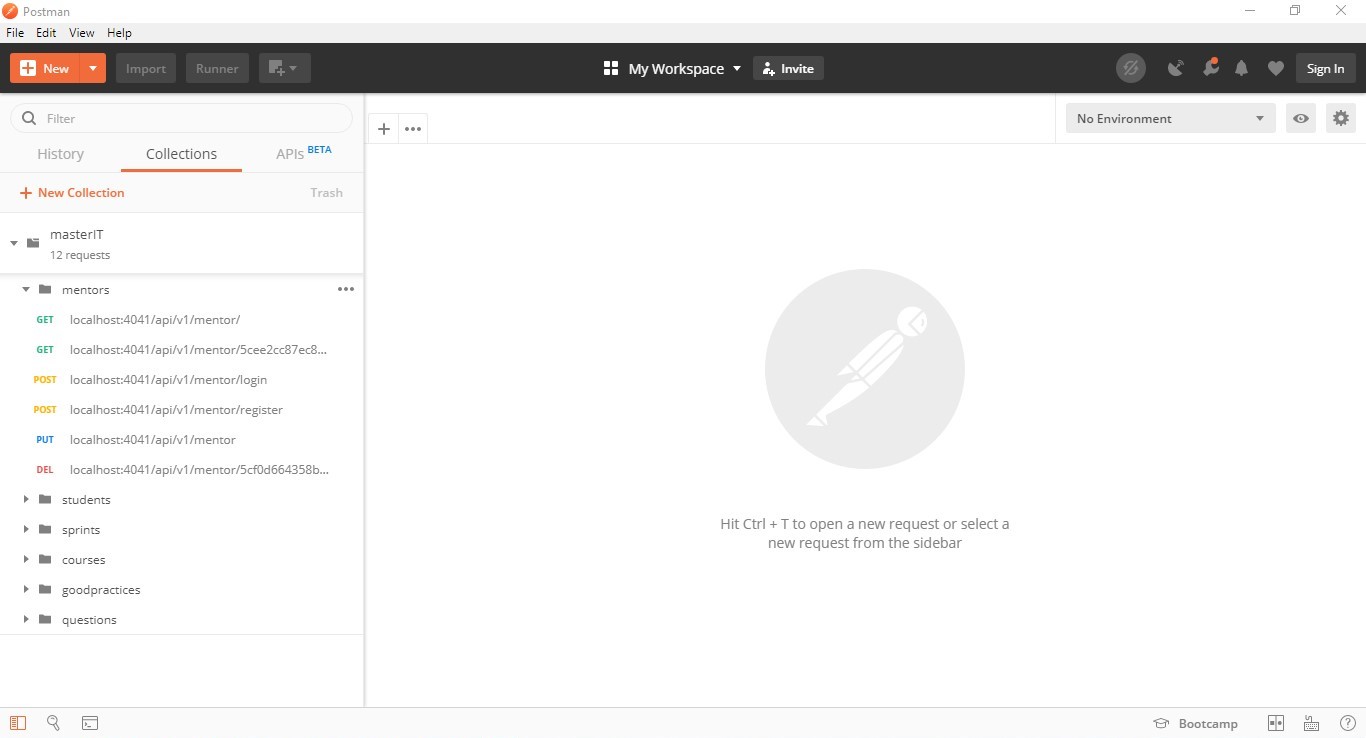 Postman
File Edit View Help
New Import Runner My Workspace Invite Sign In
Filter
No Environment
History Collections APIs BETA
New Collection Trash
masterIT
12 requests
mentors
GET localhost:4041/api/v1/mentor/
GET localhost:4041/api/v1/mentor/5cee2cc87ec8...
POST localhost:4041/api/v1/mentor/login
POST localhost:4041/api/v1/mentor/register
PUT localhost:4041/api/v1/mentor
DEL localhost:4041/api/v1/mentor/5cf0d664358b...
students
sprints
courses
goodpractices
questions
Hit Ctrl + T to open a new request or select a
new request from the sidebar
Bootcamp